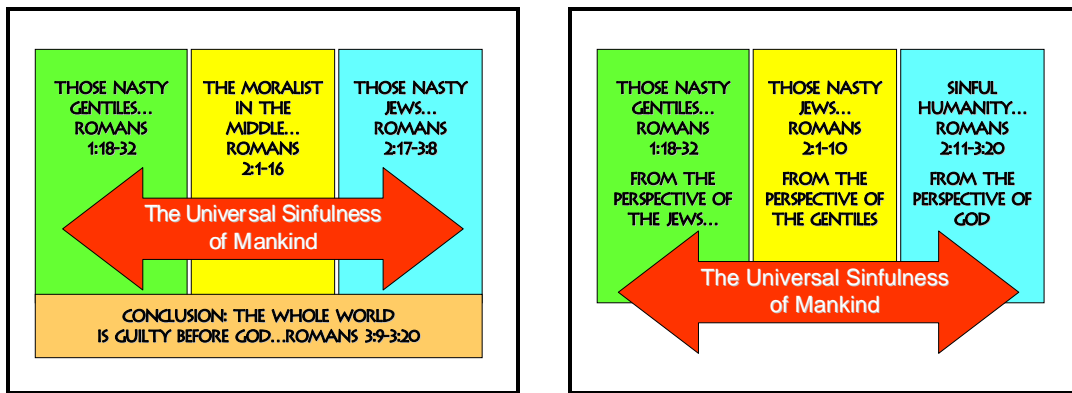 THOSE NASTY
GENTILES...
ROMANS
1:18-32
THE MORALIST
IN THE
MIDDLE...
ROMANS
2:1-16
THOSE NASTY
JEWS...
ROMANS
2:17-3:8
The Universal Sinfulness
of Mankind
CONCLUSION: THE WHOLE WORLD
IS GUILTY BEFORE GOD...ROMANS 3:9-3:20
THOSE NASTY
GENTILES...
ROMANS
1:18-32
FROM THE
PERSPECTIVE OF
THE JEWS...
THOSE NASTY
JEWS...
ROMANS
2:1-10
FROM THE
PERSPECTIVE OF
THE GENTILES
SINFUL
HUMANITY...
ROMANS
2:11-3:20
FROM THE
PERSPECTIVE OF
GOD
The Universal Sinfulness
of Mankind